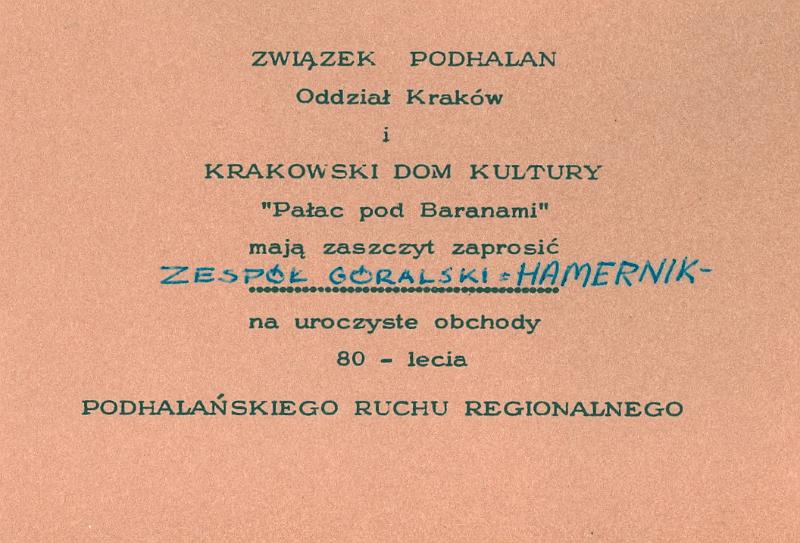 ZWIĄZEK PODHALAN
Oddział Kraków
i
KRAKOWSKI DOM KULTURY
"Pałac pod Baranami"
mają zaszczyt zaprosić
ZESPÓŁ GÓRALSKI = HAMERNIK-
na uroczyste obchody
80 - lecia
PODHALAŃSKIEGO RUCHU REGIONALNEGO